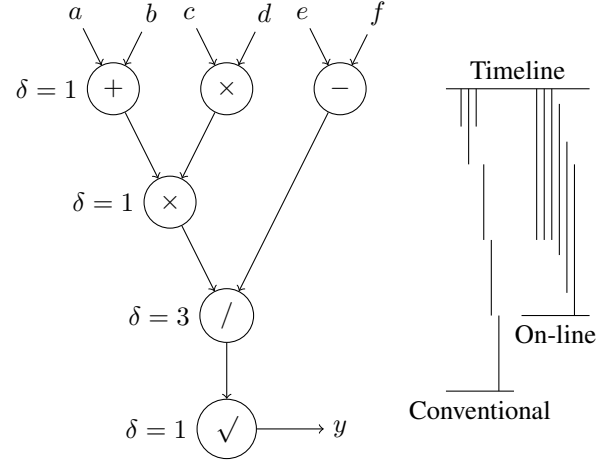 a b c d e f
Timeline
δ = 1 + × −
δ = 1 ×
δ = 3 /
On-line
Conventional
δ = 1 √ y